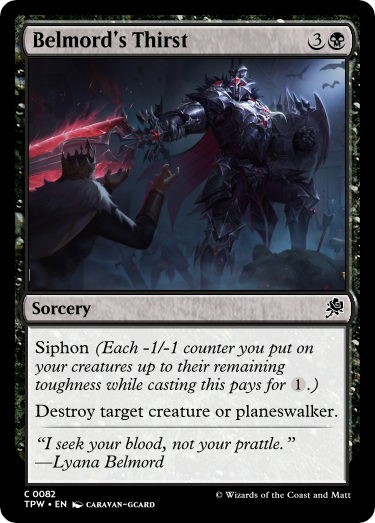 Belmord's Thirst 3
Sorcery
Siphon (Each -1/-1 counter you put on
your creatures up to their remaining
toughness while casting this pays for 1.)
Destroy target creature or planeswalker.
“I seek your blood, not your prattle.”
—Lyana Belmord
C 0082
TPW • EN CARAVAN-GCARD
© Wizards of the Coast and Matt